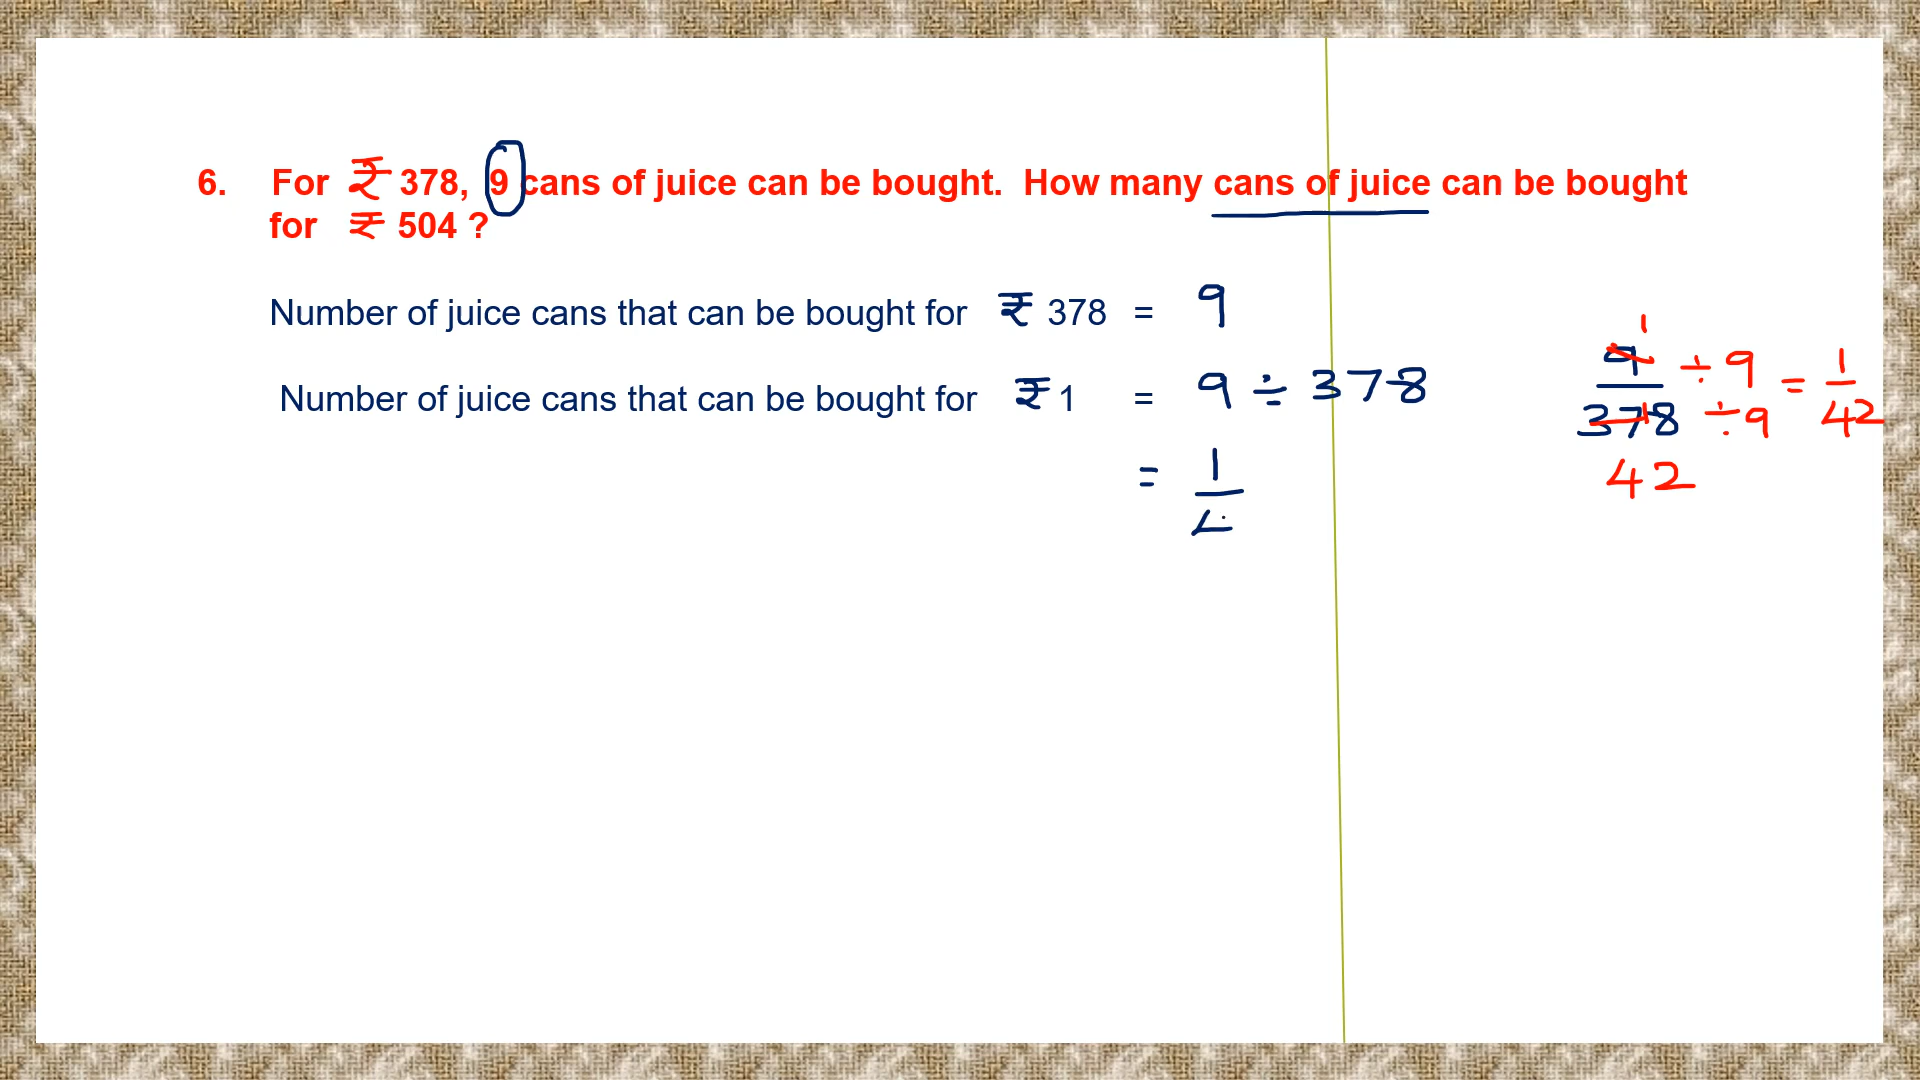 6. For ₹ 378, 9 cans of juice can be bought. How many cans of juice can be bought
for ₹ 504 ?
Number of juice cans that can be bought for ₹ 378 = 9
Number of juice cans that can be bought for ₹ 1 = 9 ÷ 378
= 1
4
1
9 ÷ 9 = 1
378 ÷ 9 42
42